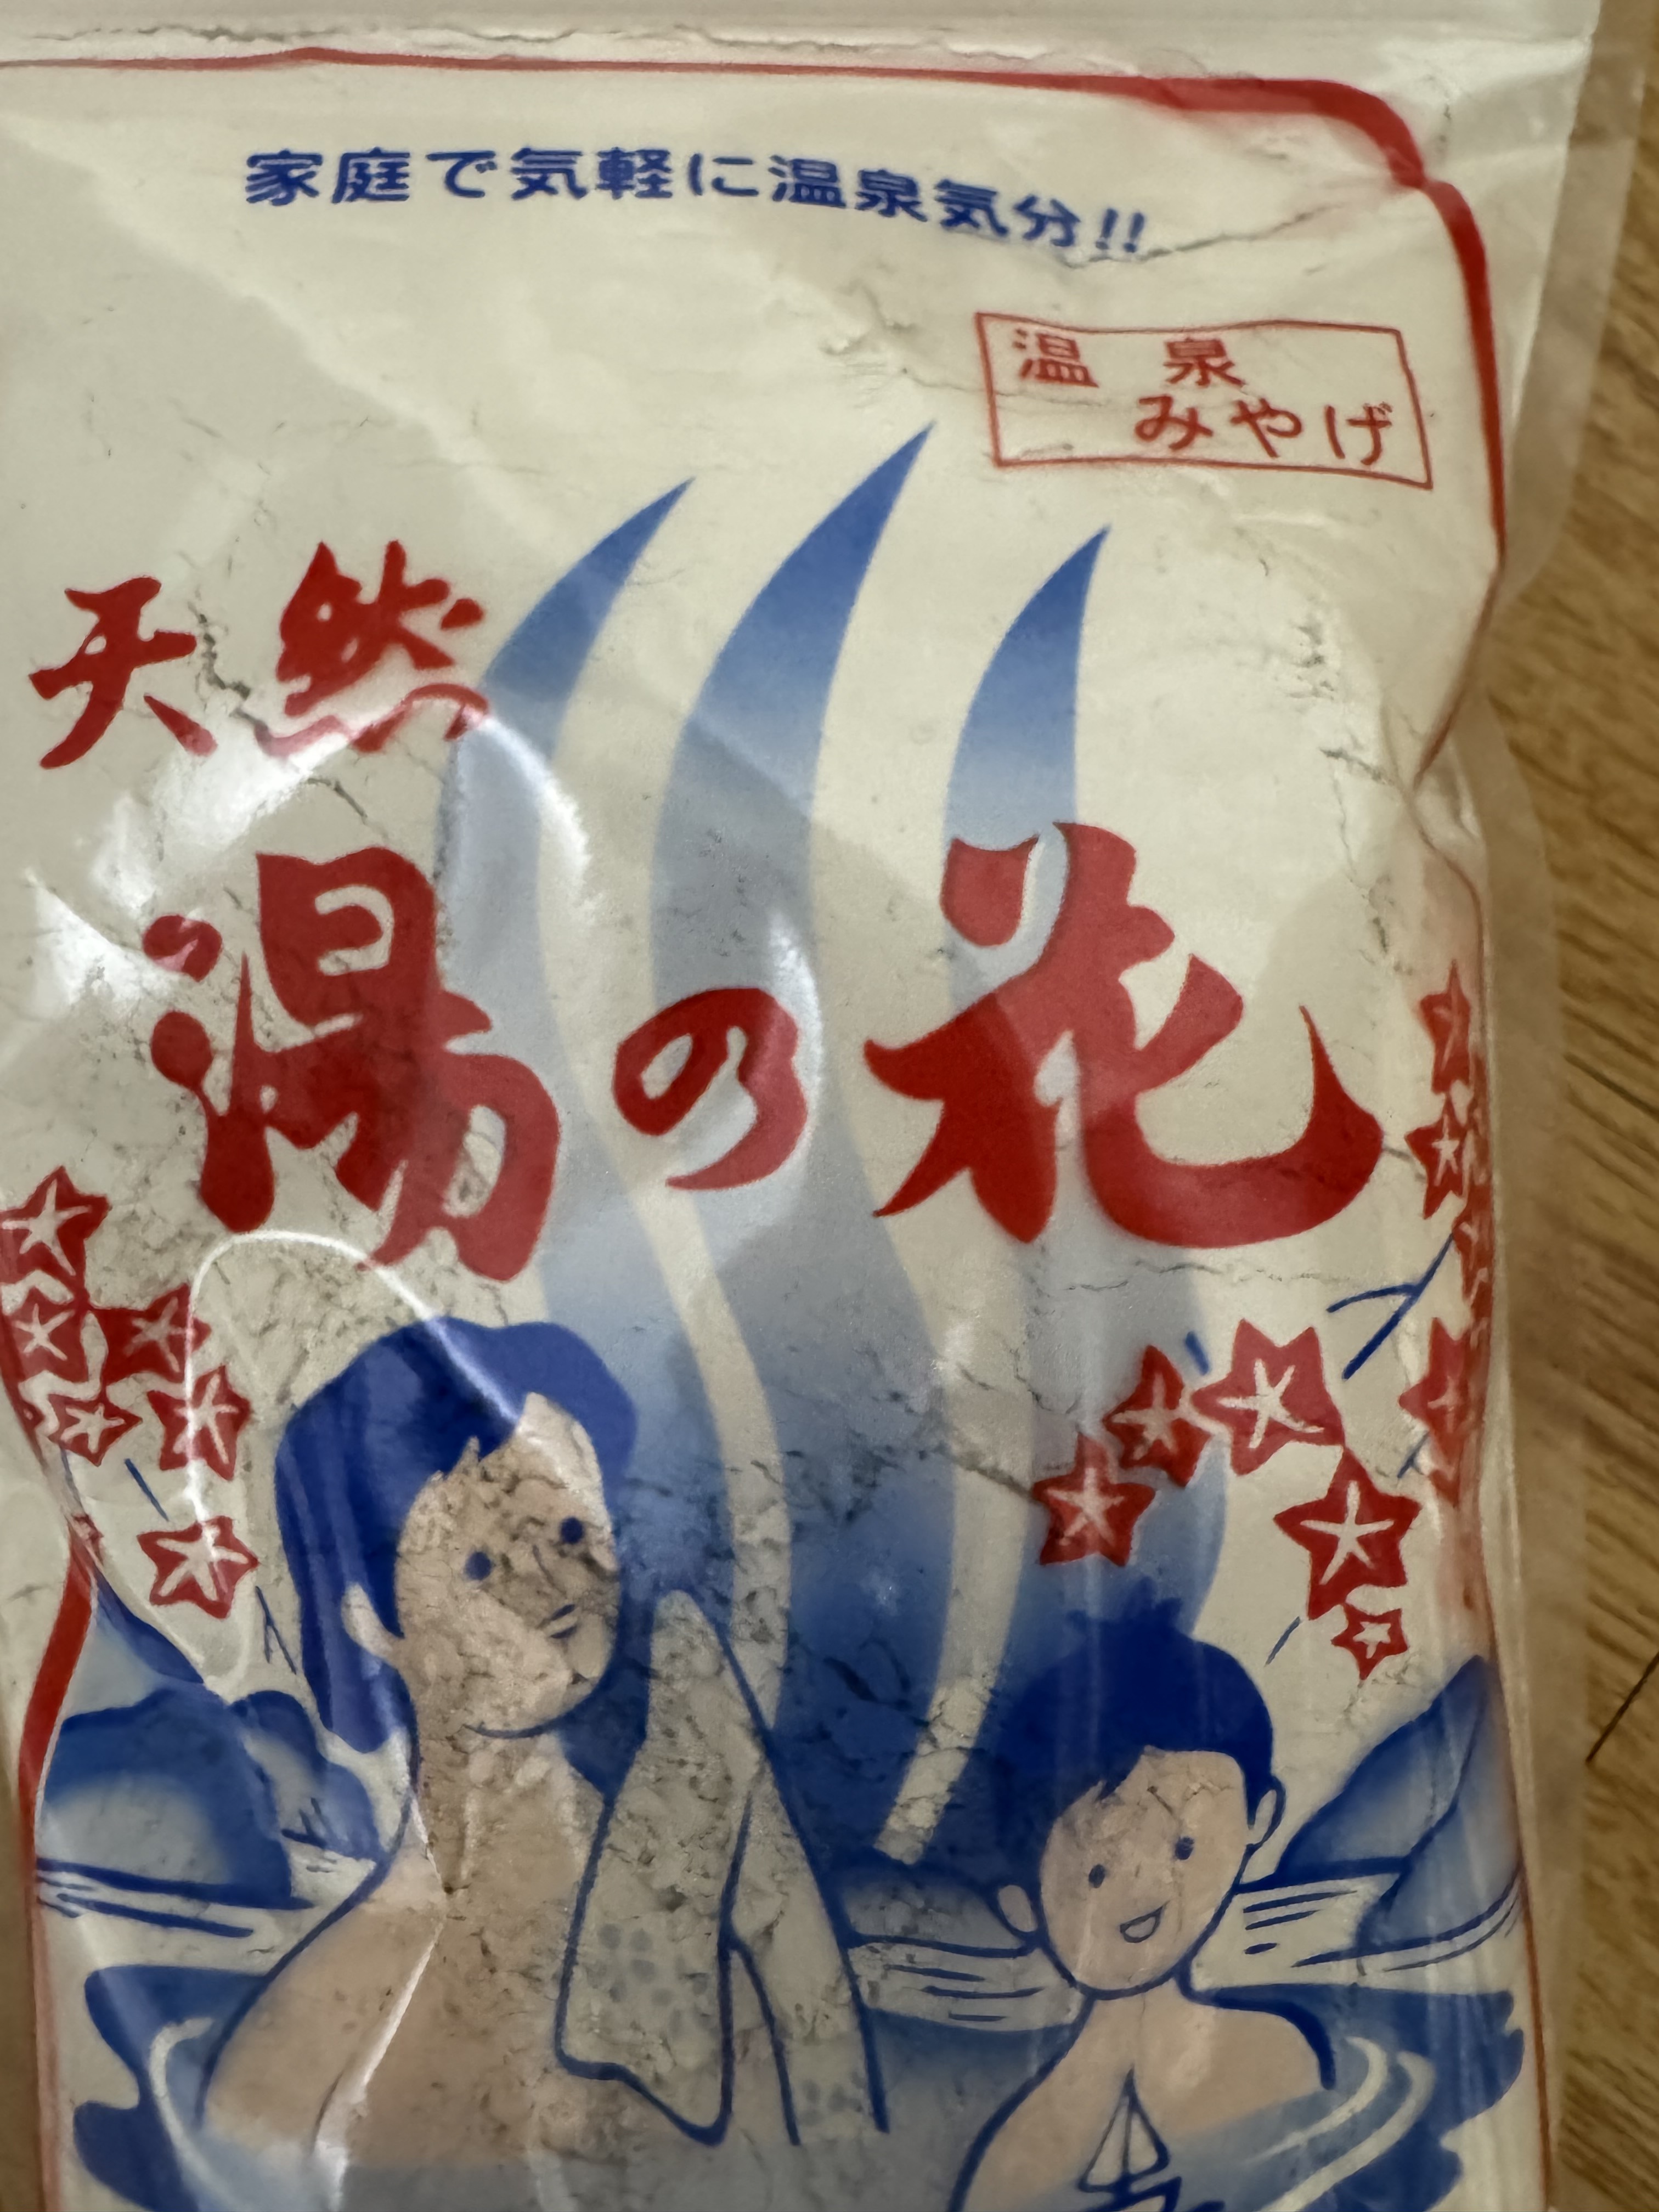 家庭で気軽に温泉気分!!
温泉
みやげ
天然
湯の花